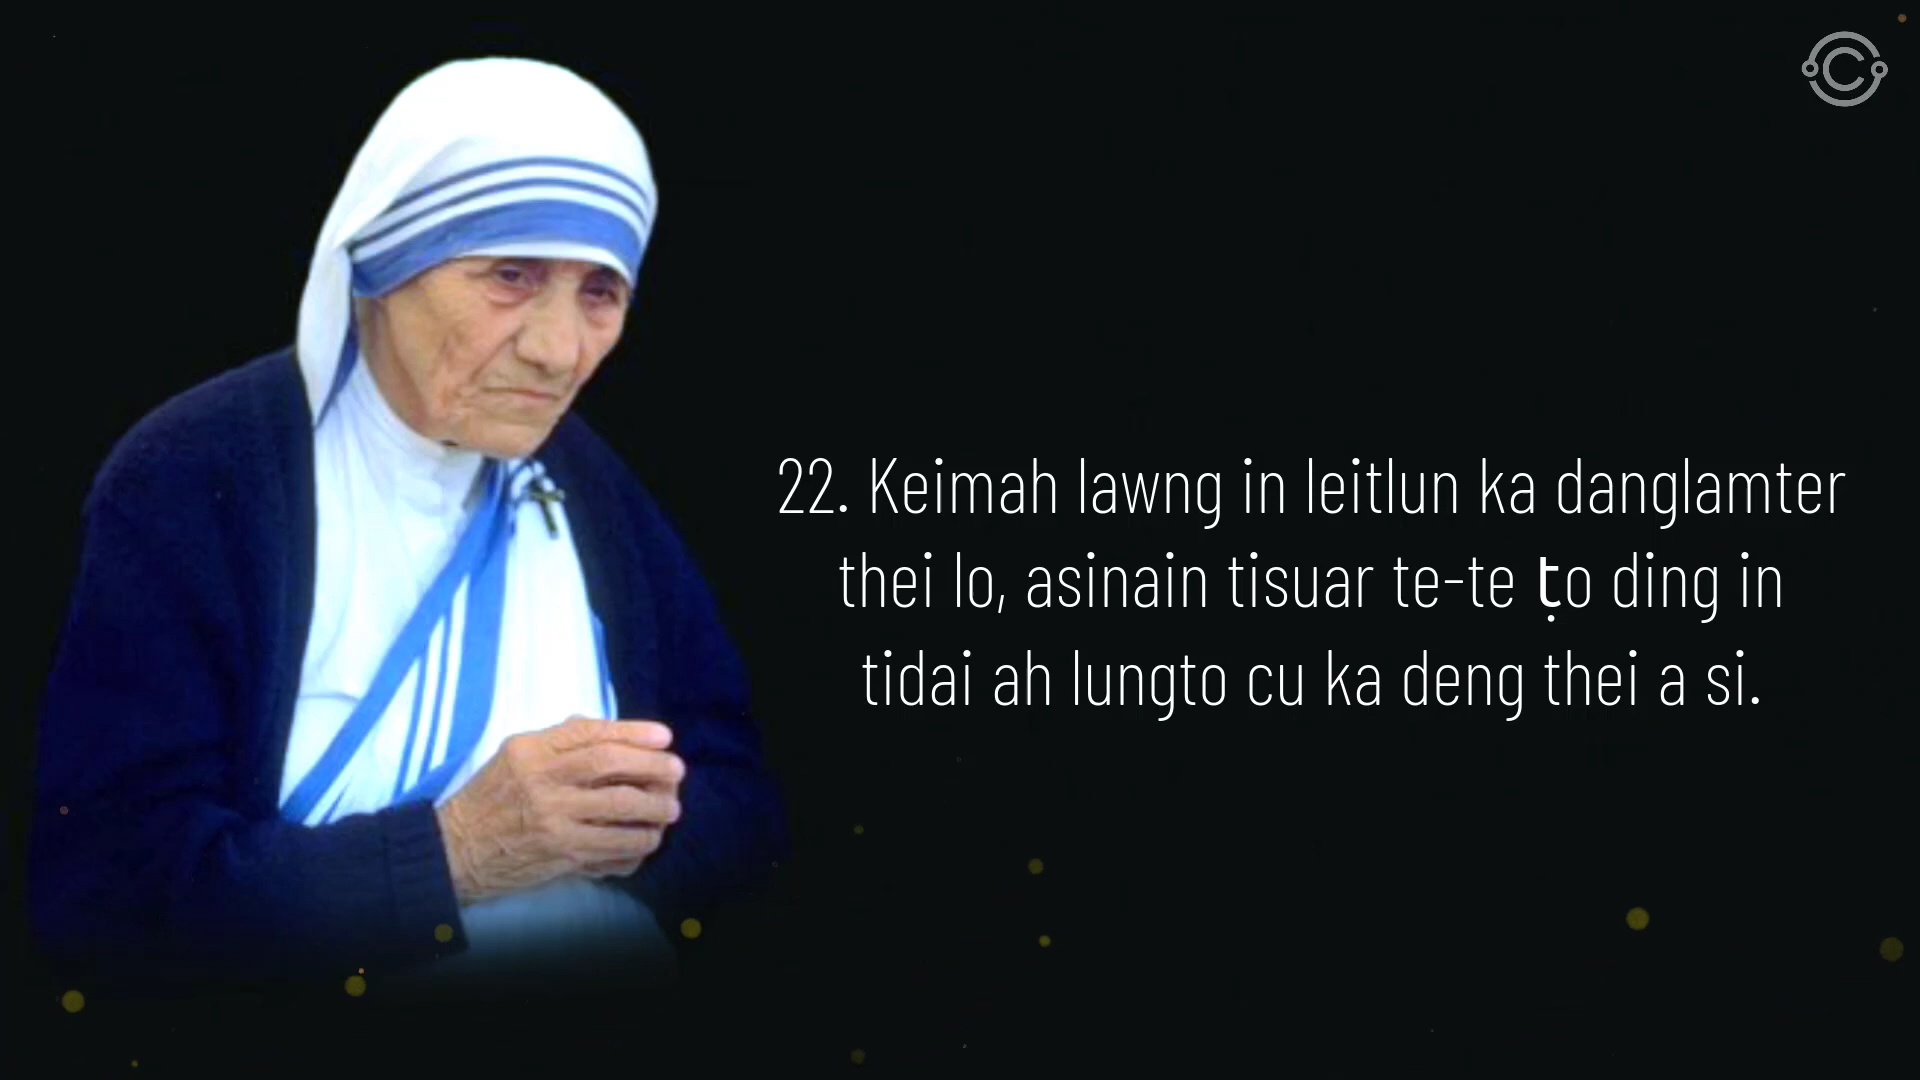 22. Keimah lawng in leitlun ka danglamter
thei lo, asinain tisuar te-te ṭo ding in
tidai ah lungto cu ka deng thei a si.